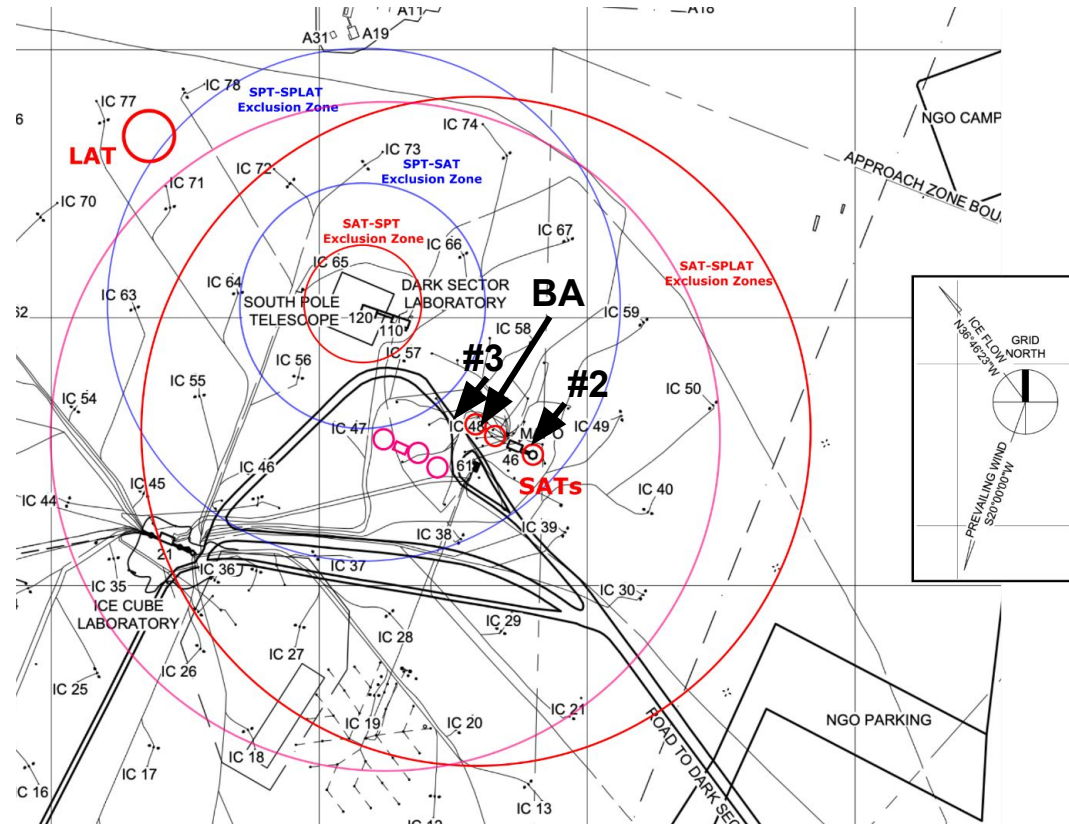 A11
A18
A31
A19
IC 78
IC 77
SPT-SPLAT
Exclusion Zone
6
LAT
IC 74
NGO CAMP
IC 73
SPT-SAT
Exclusion Zone
APPROACH ZONE BOU
IC 72
IC 71
IC 70
SAT-SPT
Exclusion Zone
IC 67
IC 66
IC 65
SAT-SPLAT
Exclusion Zones
IC 64
IC 63
SOUTH POLE
TELESCOPE
DARK SECTOR
LABORATORY
BA
62
120
110
IC 58
IC 59
ICE FLOW
N36°46'23"W
GRID
NORTH
IC 57
#3
#2
IC 56
IC 55
IC 54
IC 50
IC 47
IC 48
IC 49
M
O
46
61
SATs
PREVAILING WIND
S20°00'00"W
IC 46
IC 45
IC 44
IC 40
IC 39
IC 38
21
IC 37
IC 36
IC 35
ICE CUBE
LABORATORY
IC 30
IC 29
IC 28
IC 27
IC 26
IC 25
IC 21
IC 20
IC 19
IC 18
IC 17
C 16
IC 13
ROAD TO DARK SEC
NGO PARKING